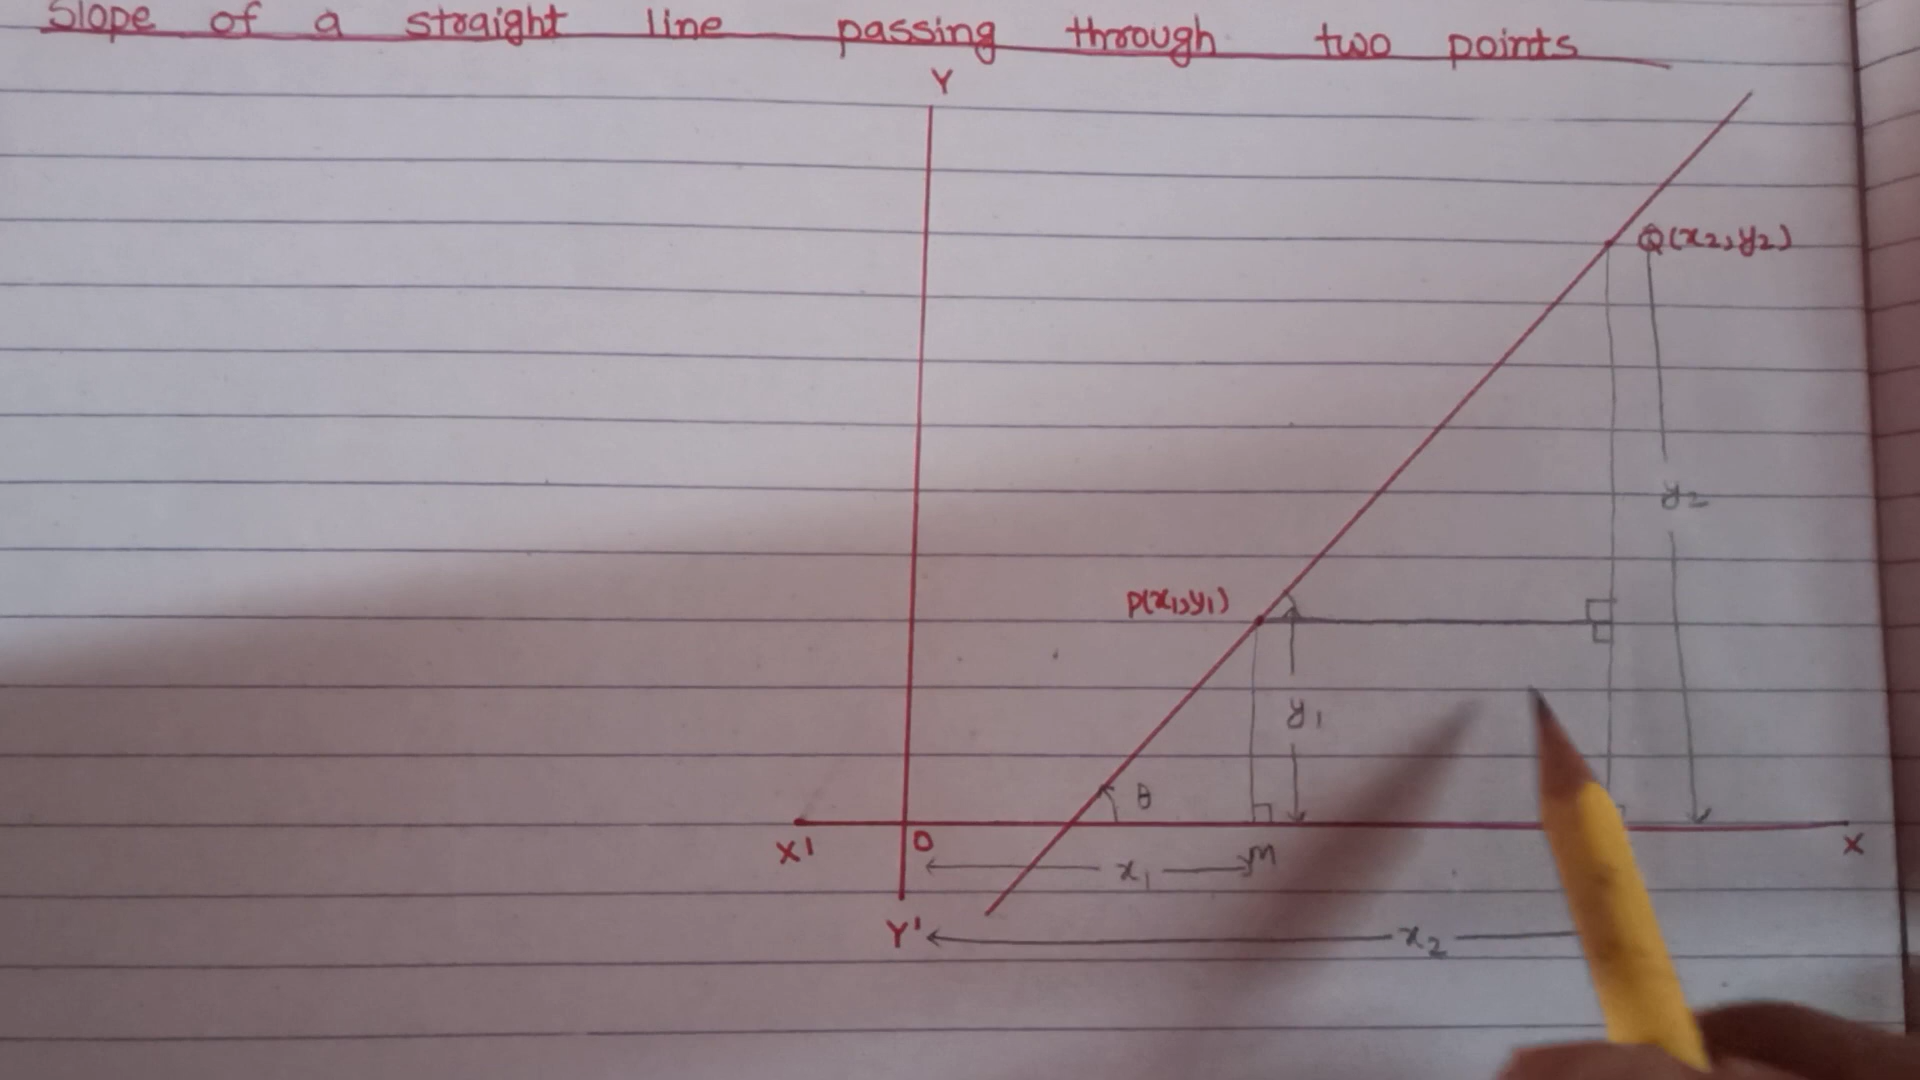 Slope of a straight line passing through two points
Y
Q(x2,y2)
y2
P(x1,y1)
y1
θ
X' O x1 M X
Y' x2